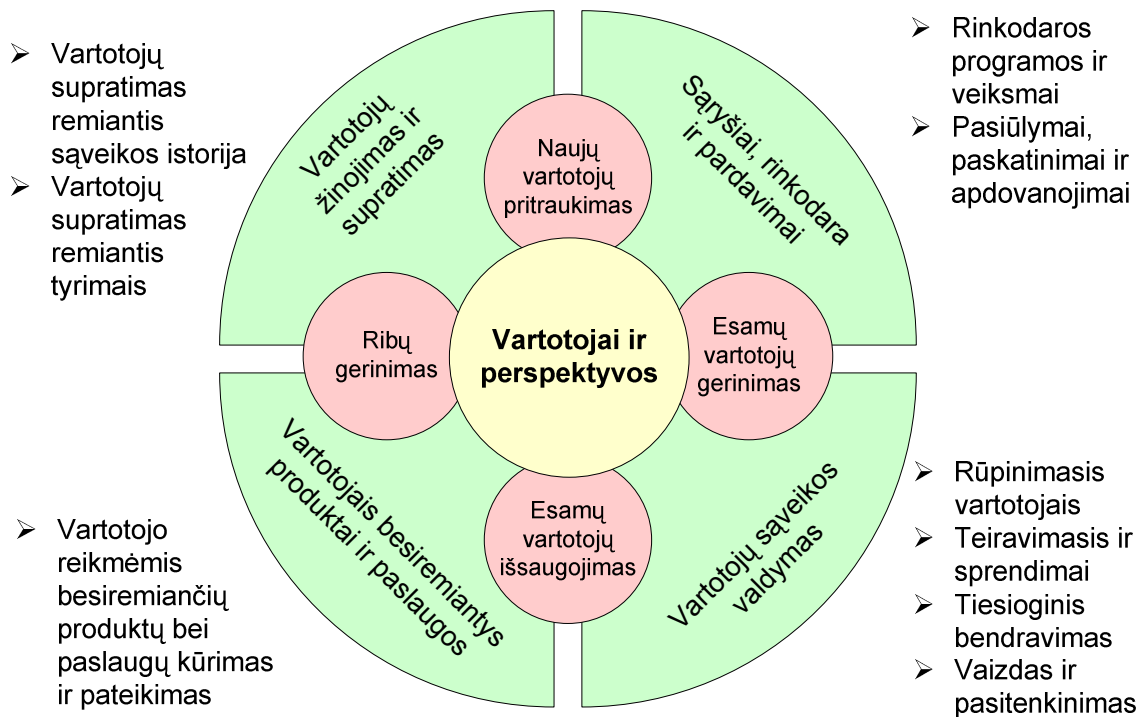 Vartotojų
supratimas
remiantis
sąveikos istorija
Vartotojų
supratimas
remiantis
tyrimais
Rinkodaros
programos ir
veiksmai
Pasiūlymai,
paskatinimai ir
apdovanojimai
Vartotojų
žinojimas ir
supratimas
Sąryšiai, rinkodara
ir pardavimai
Naujų
vartotojų
pritraukimas
Ribų
gerinimas
Vartotojai ir
perspektyvos
Esamų
vartotojų
gerinimas
Esamų
vartotojų
išsaugojimas
Vartotojais besiremiantys
produktai ir paslaugos
Vartotojų sąveikos
valdymas
Vartotojo
reikmėmis
besiremiančių
produktų bei
paslaugų kūrimas
ir pateikimas
Rūpinimasis
vartotojais
Teiravimasis ir
sprendimai
Tiesioginis
bendravimas
Vaizdas ir
pasitenkinimas